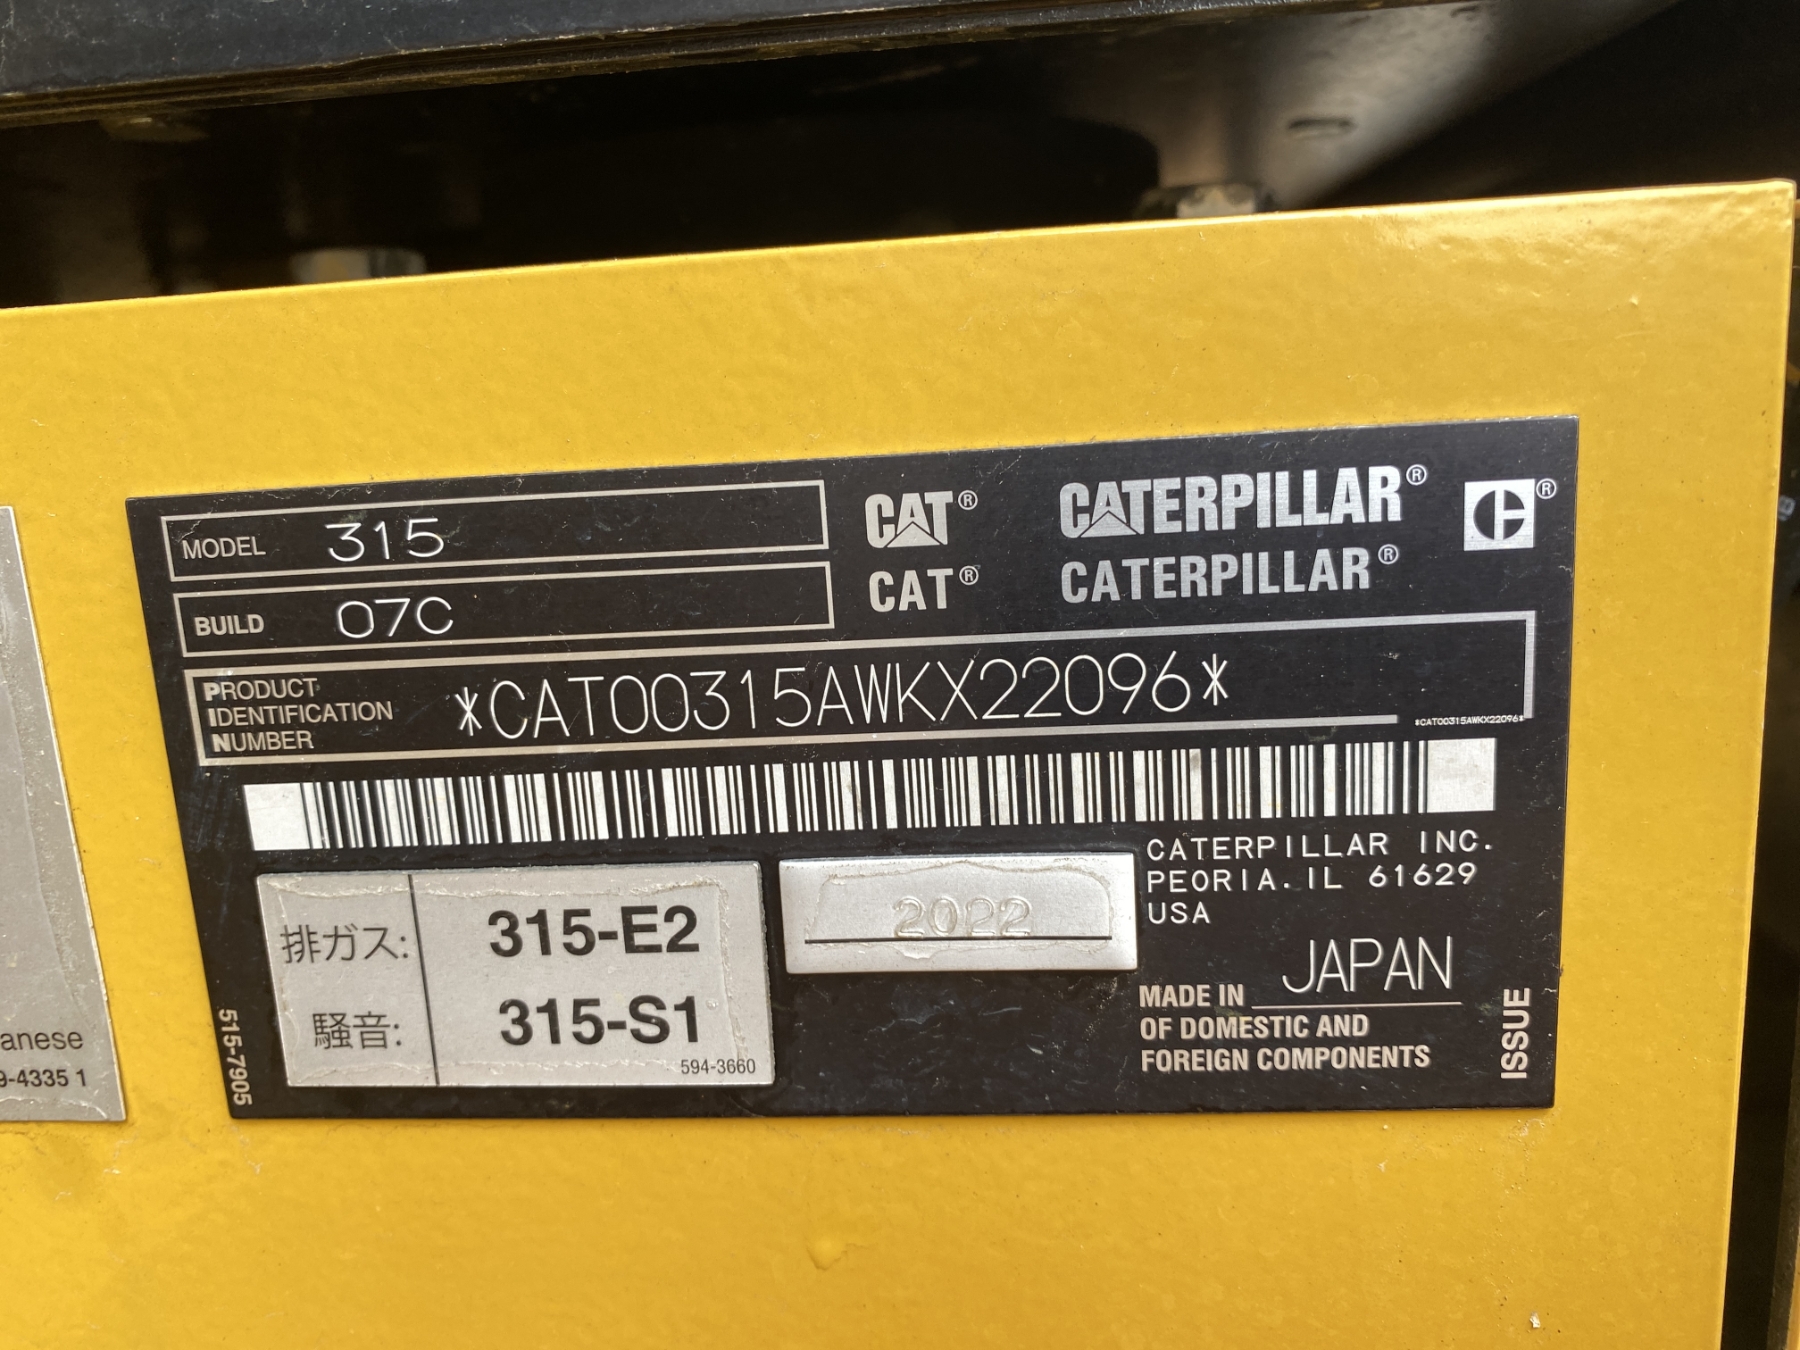 MODEL 315
CAT® CATERPILLAR® ®
BUILD 07C
CAT® CATERPILLAR®
PRODUCT IDENTIFICATION NUMBER *CAT00315AWKX22096*
*CAT00315AWKX22096*
CATERPILLAR INC.
PEORIA. IL 61629
USA
排ガス: 315-E2
騒音: 315-S1
594-3660
2022
MADE IN JAPAN
OF DOMESTIC AND
FOREIGN COMPONENTS
ISSUE
515-7905
anese
9-4335 1